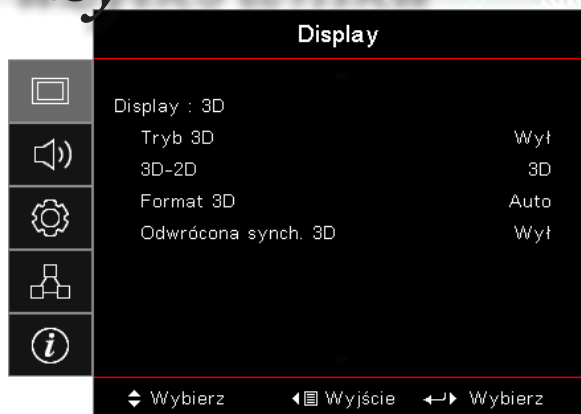 Display
Display : 3D
Tryb 3D Wył
3D-2D 3D
Format 3D Auto
Odwrócona synch. 3D Wył
Wybierz Wyjście Wybierz